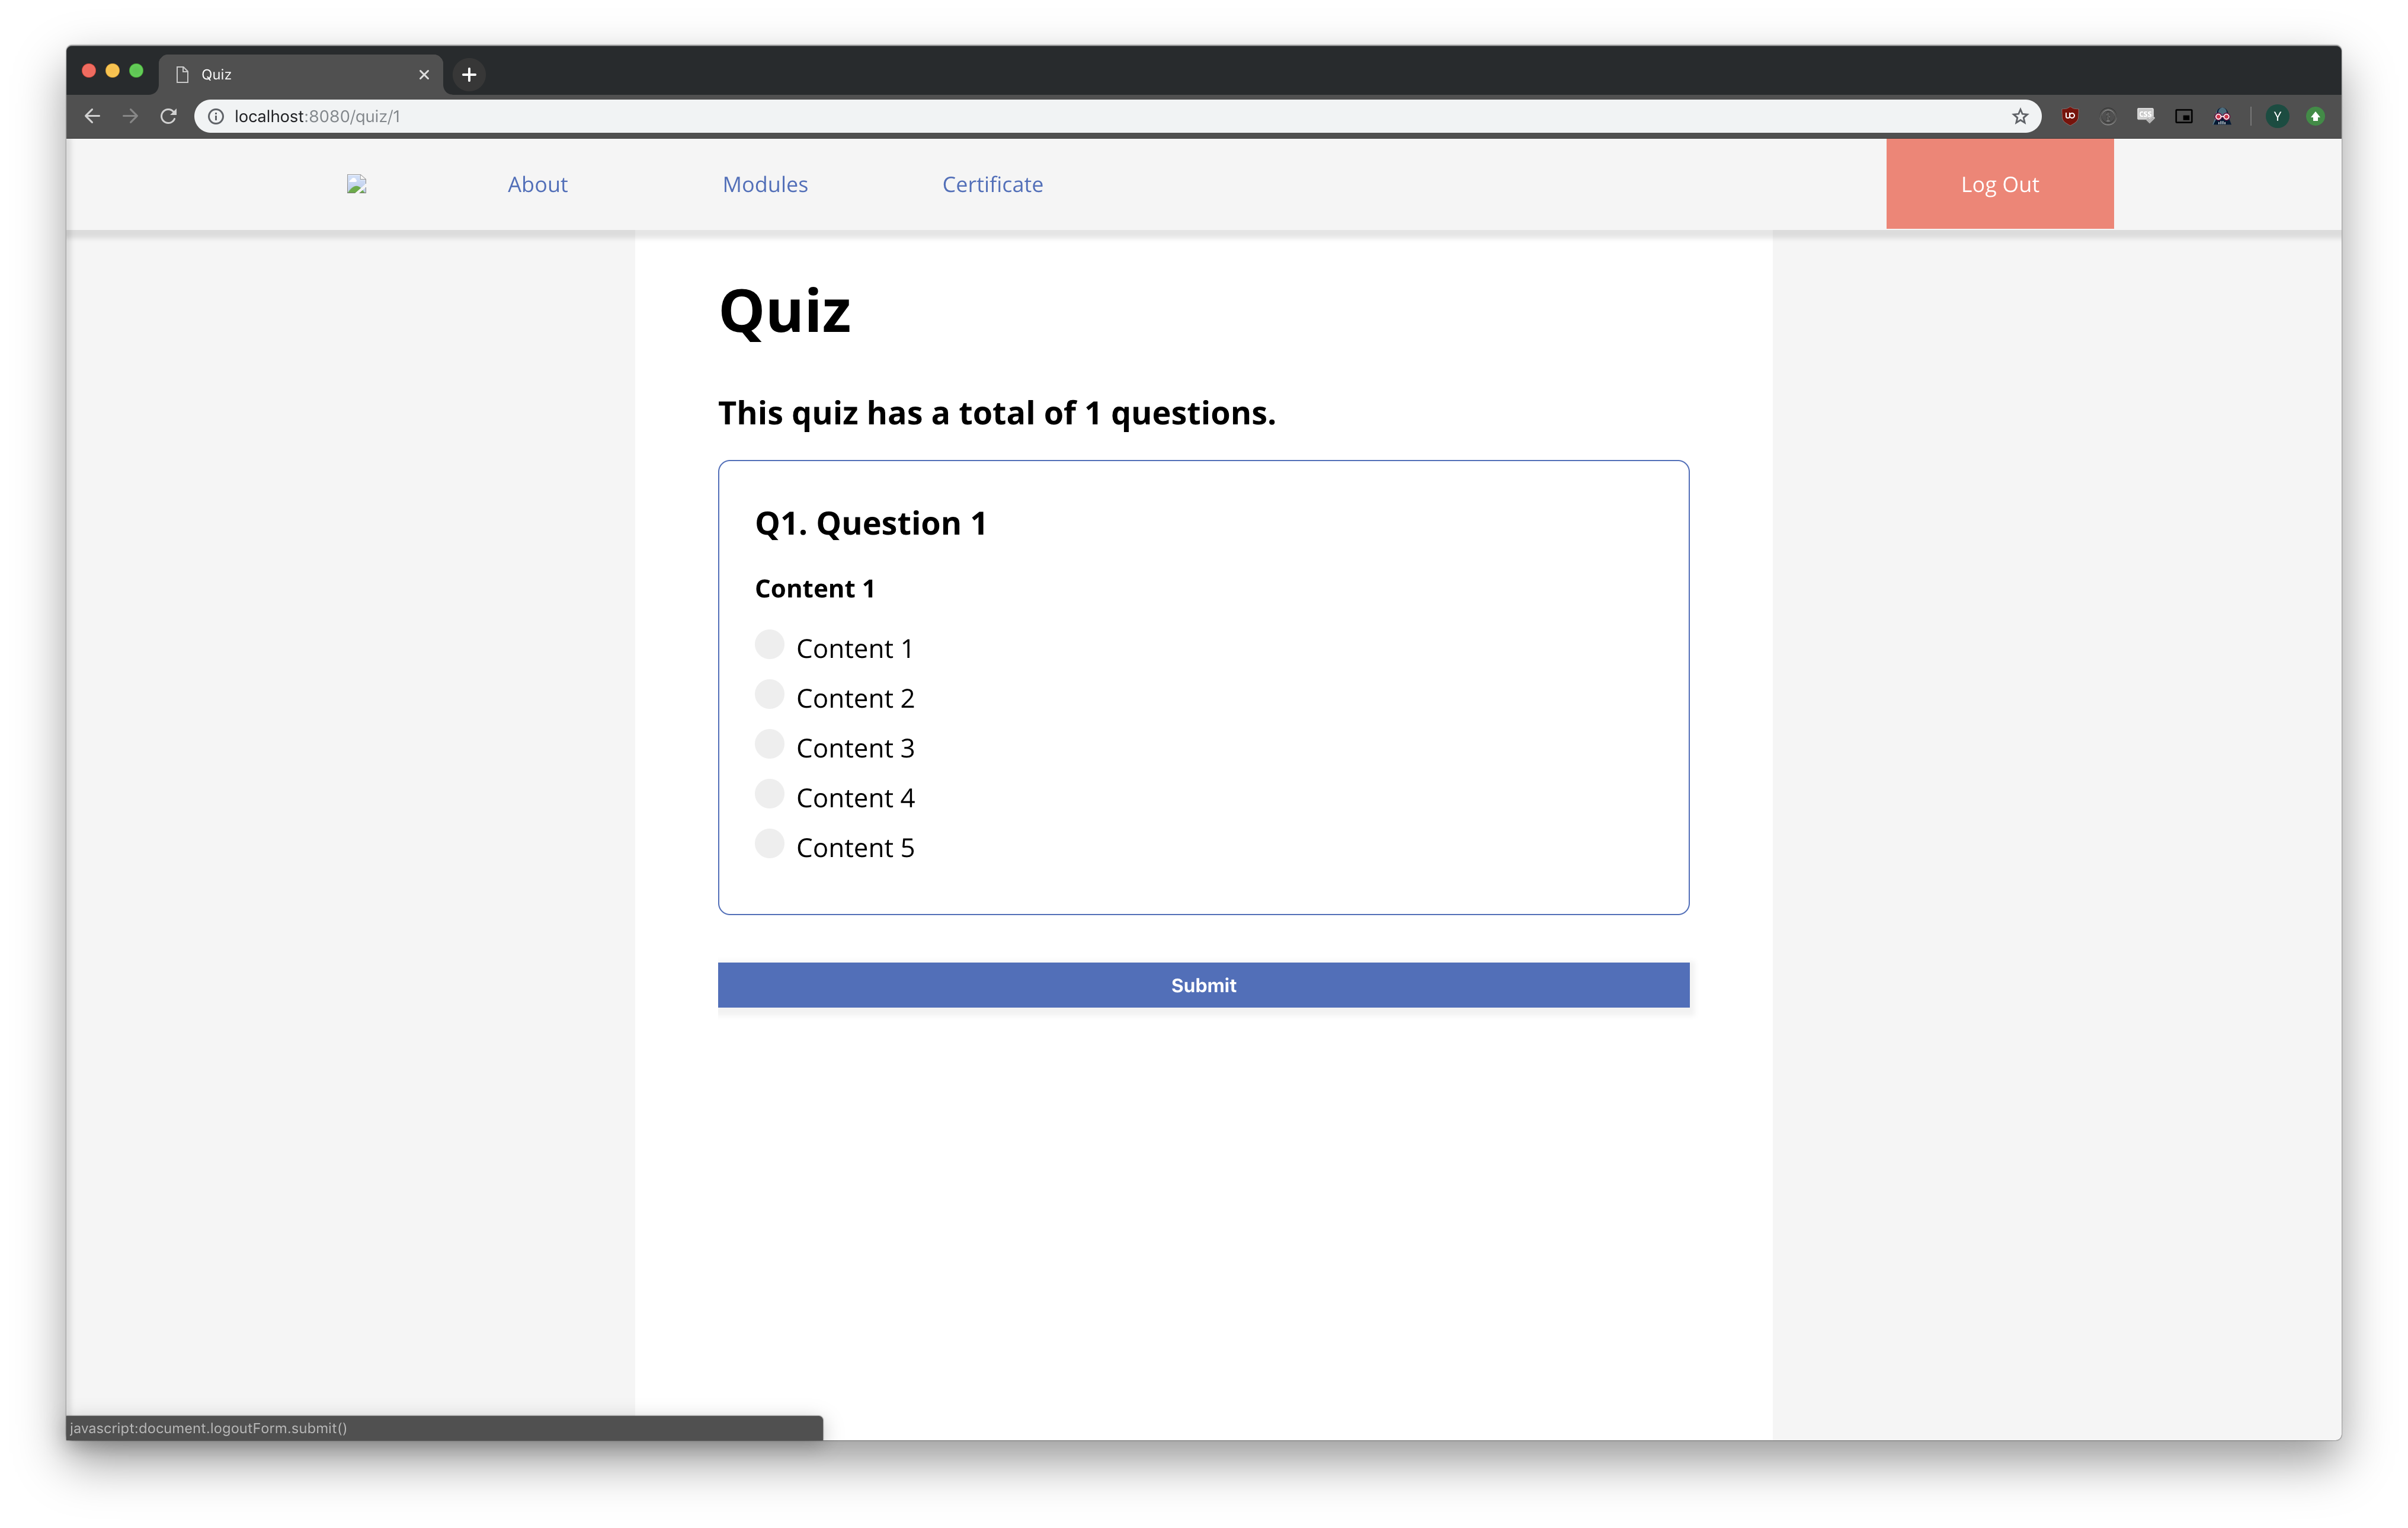 Quiz
localhost:8080/quiz/1
About
Modules
Certificate
Log Out
Quiz
This quiz has a total of 1 questions.
Q1. Question 1
Content 1
Content 1
Content 2
Content 3
Content 4
Content 5
Submit
javascript:document.logoutForm.submit()
Y